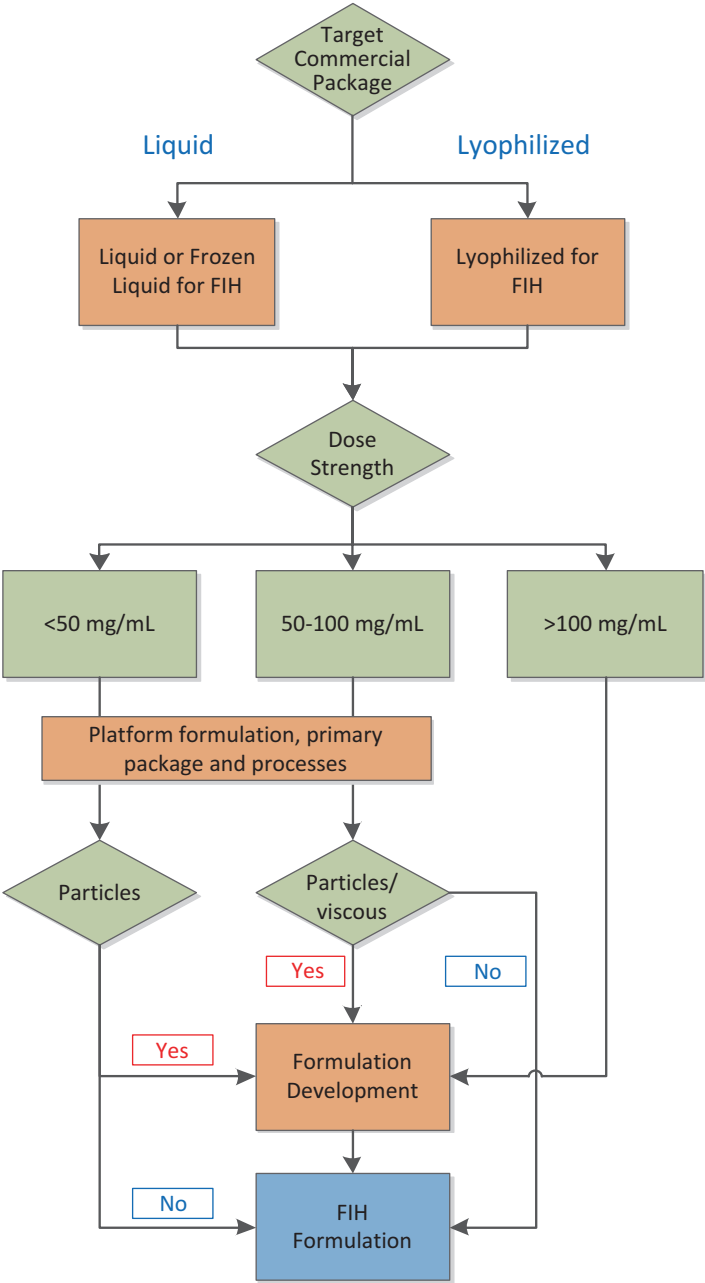 Target
Commercial
Package
Liquid
Lyophilized
Liquid or Frozen
Liquid for FIH
Lyophilized for
FIH
Dose
Strength
<50 mg/mL
50-100 mg/mL
>100 mg/mL
Platform formulation, primary
package and processes
Particles
Particles/
viscous
Yes
No
Yes
Formulation
Development
No
FIH
Formulation